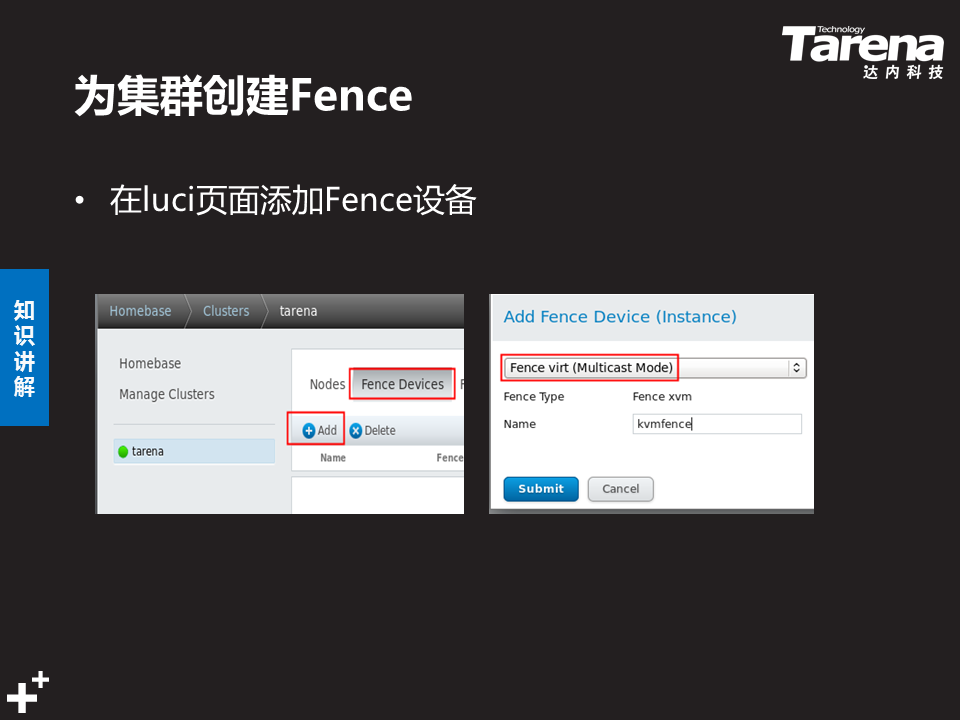 Technology
Tarena
达内科技
为集群创建Fence
• 在luci页面添加Fence设备
知识讲解
Homebase Clusters tarena
Homebase
Manage Clusters
tarena
Nodes Fence Devices F
Add Delete
Name Fence
Add Fence Device (Instance)
Fence virt (Multicast Mode)
Fence Type Fence xvm
Name kvmfence
Submit Cancel